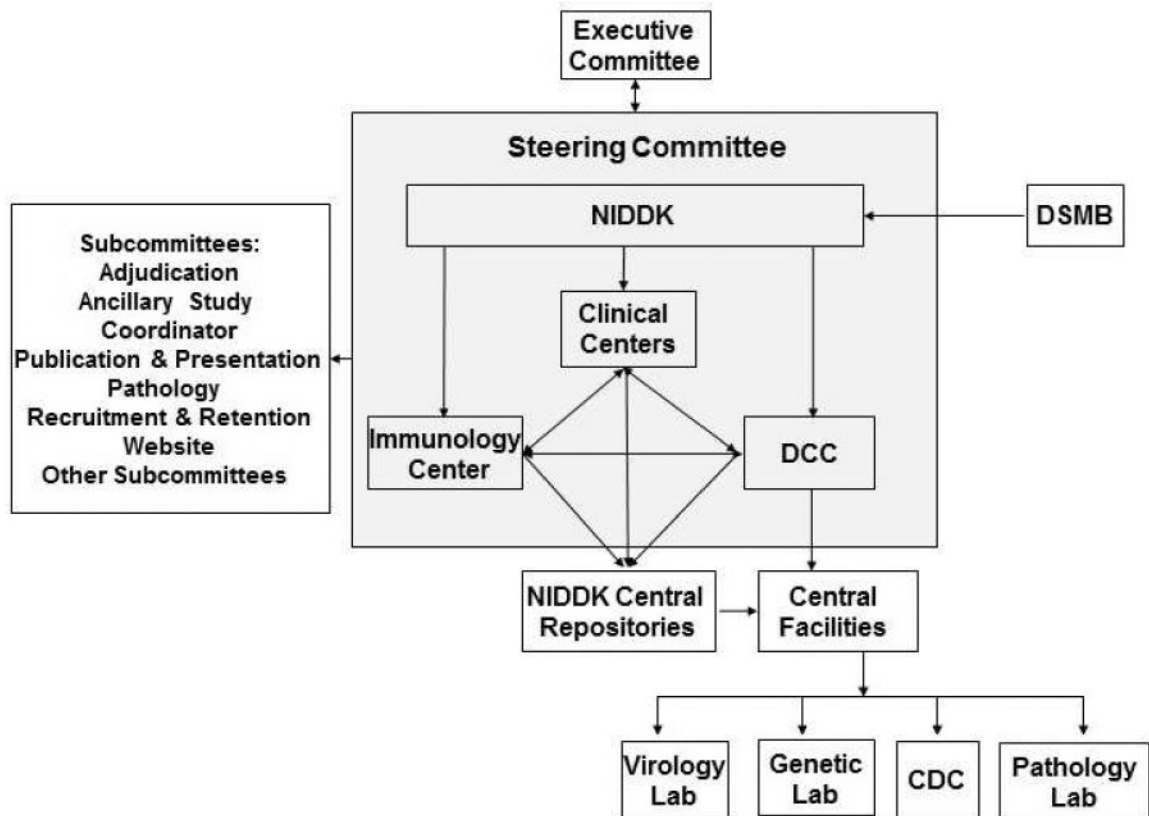 Executive
Committee
Steering Committee
NIDDK
DSMB
Subcommittees:
Adjudication
Ancillary Study
Coordinator
Publication & Presentation
Pathology
Recruitment & Retention
Website
Other Subcommittees
Clinical
Centers
Immunology
Center
DCC
NIDDK Central
Repositories
Central
Facilities
Virology
Lab
Genetic
Lab
CDC
Pathology
Lab